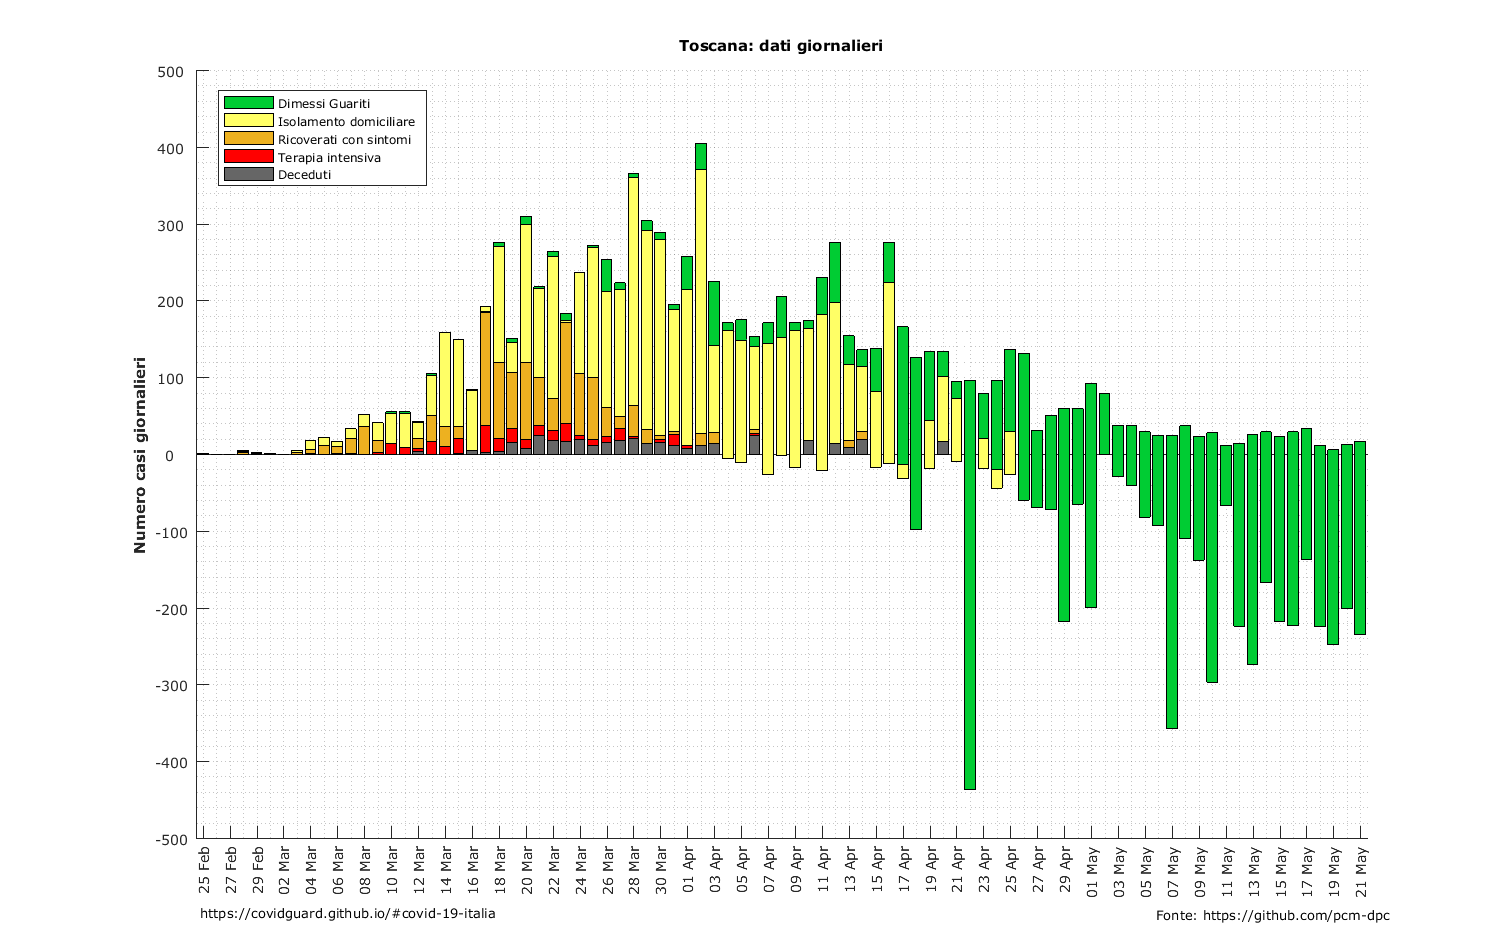 Toscana: dati giornalieri
Numero casi giornalieri
500
400
300
200
100
0
-100
-200
-300
-400
-500
Dimessi Guariti
Isolamento domiciliare
Ricoverati con sintomi
Terapia intensiva
Deceduti
25 Feb
27 Feb
29 Feb
02 Mar
04 Mar
06 Mar
08 Mar
10 Mar
12 Mar
14 Mar
16 Mar
18 Mar
20 Mar
22 Mar
24 Mar
26 Mar
28 Mar
30 Mar
01 Apr
03 Apr
05 Apr
07 Apr
09 Apr
11 Apr
13 Apr
15 Apr
17 Apr
19 Apr
21 Apr
23 Apr
25 Apr
27 Apr
29 Apr
01 May
03 May
05 May
07 May
09 May
11 May
13 May
15 May
17 May
19 May
21 May
https://covidguard.github.io/#covid-19-italia
Fonte: https://github.com/pcm-dpc